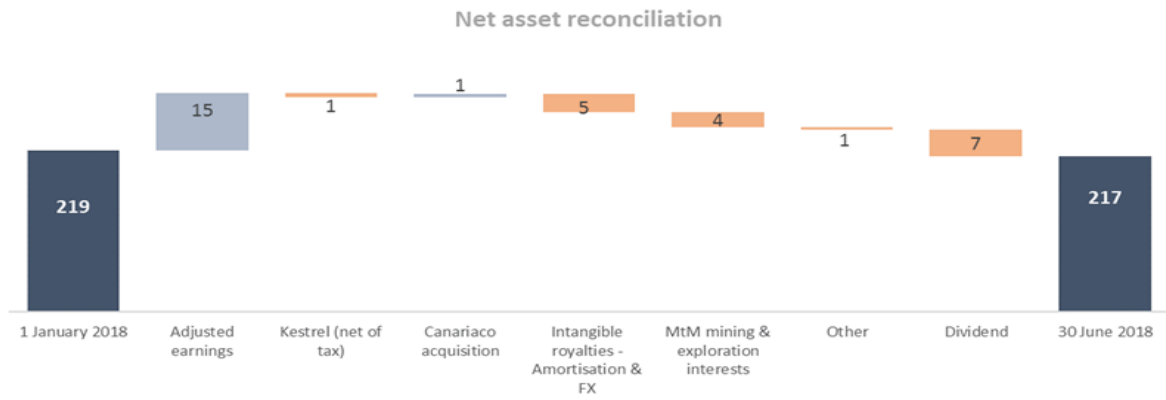 Net asset reconciliation
1
15
1
5
4
1
7
219
217
1 January 2018
Adjusted
earnings
Kestrel (net of
tax)
Canariaco
acquisition
Intangible
royalties -
Amortisation &
FX
MtM mining &
exploration
interests
Other
Dividend
30 June 2018